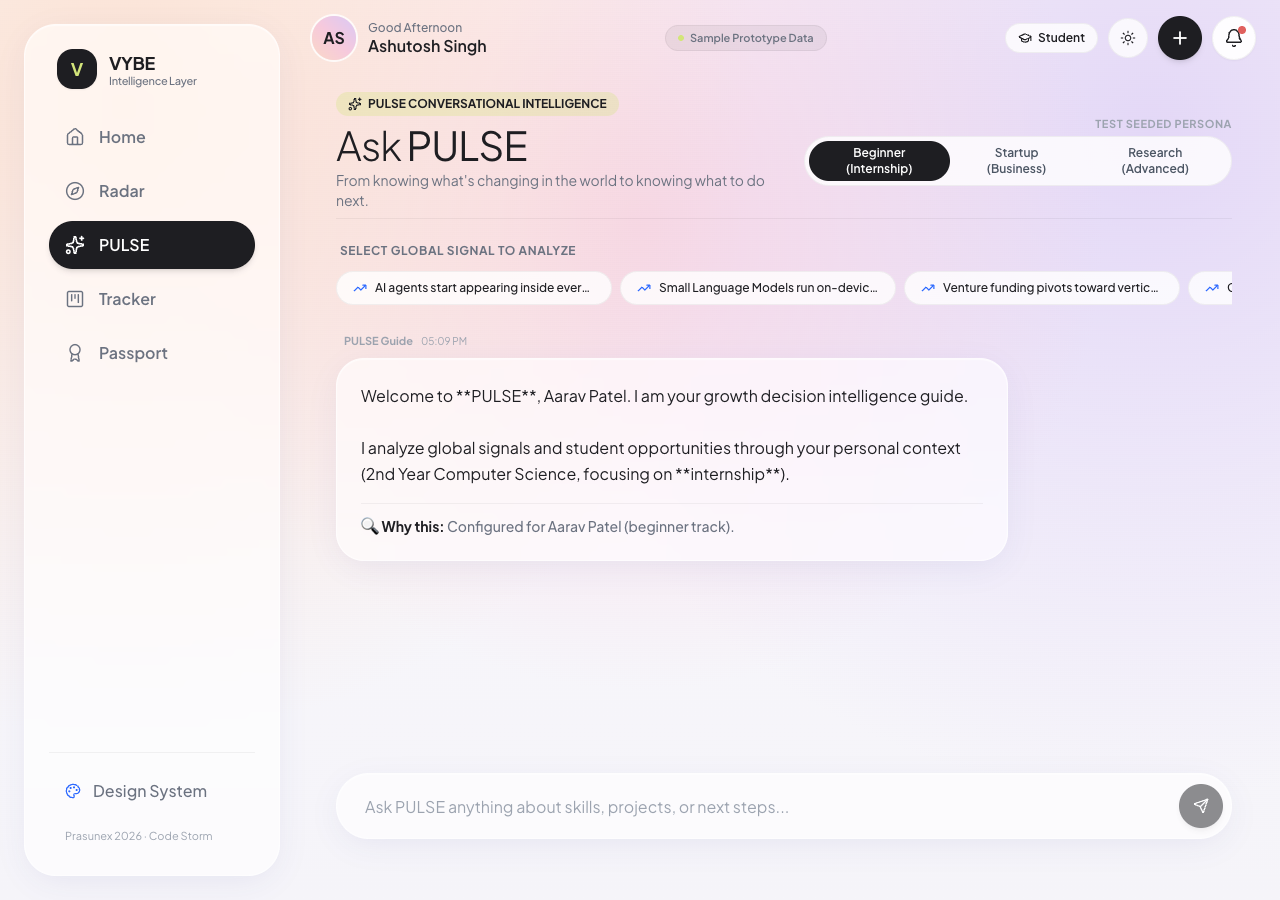 V
VYBE
Intelligence Layer
Home
Radar
PULSE
Tracker
Passport
Design System
Prasunex 2026 · Code Storm
AS
Good Afternoon
Ashutosh Singh
Sample Prototype Data
Student
PULSE CONVERSATIONAL INTELLIGENCE
Ask PULSE
From knowing what's changing in the world to knowing what to do
next.
TEST SEEDED PERSONA
Beginner
(Internship)
Startup
(Business)
Research
(Advanced)
SELECT GLOBAL SIGNAL TO ANALYZE
AI agents start appearing inside ever...
Small Language Models run on-devic...
Venture funding pivots toward vertic...
PULSE Guide 05:09 PM
Welcome to **PULSE**, Aarav Patel. I am your growth decision intelligence guide.
I analyze global signals and student opportunities through your personal context
(2nd Year Computer Science, focusing on **internship**).
🔍 Why this: Configured for Aarav Patel (beginner track).
Ask PULSE anything about skills, projects, or next steps...